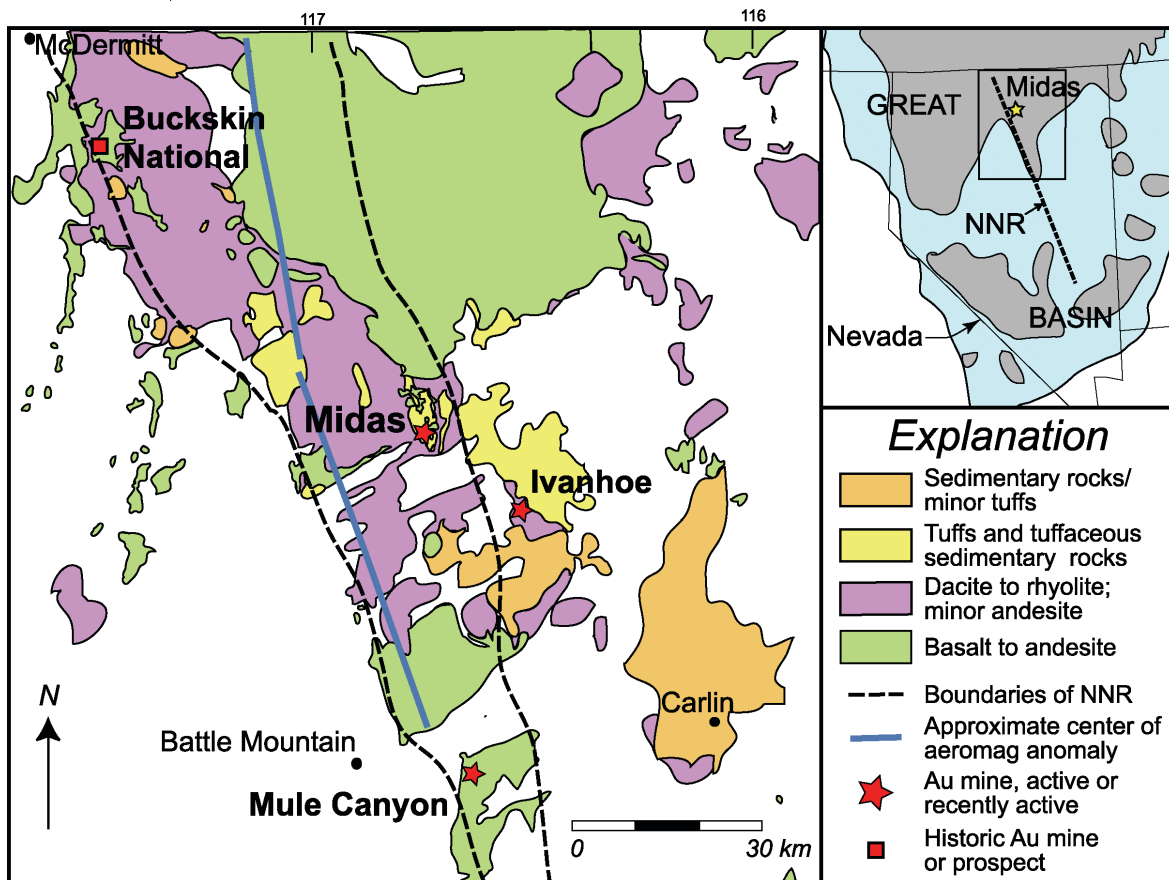 117
116
McDermitt
Buckskin
National
Midas
Ivanhoe
N
Battle Mountain
Carlin
Mule Canyon
0
30 km
Midas
GREAT
NNR
BASIN
Nevada
Explanation
Sedimentary rocks/
minor tuffs
Tuffs and tuffaceous
sedimentary rocks
Dacite to rhyolite;
minor andesite
Basalt to andesite
Boundaries of NNR
Approximate center of
aeromag anomaly
Au mine, active or
recently active
Historic Au mine
or prospect